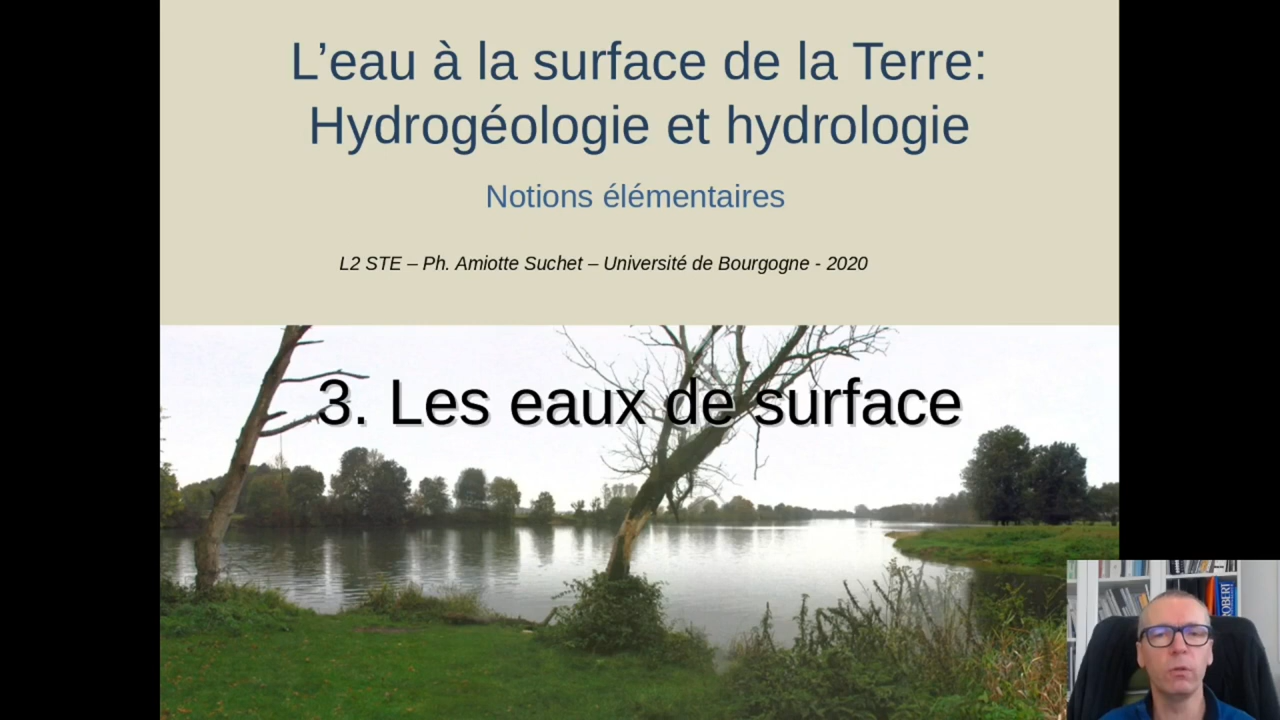 L’eau à la surface de la Terre:
Hydrogéologie et hydrologie
Notions élémentaires
L2 STE – Ph. Amiotte Suchet – Université de Bourgogne - 2020
3. Les eaux de surface
ROBERT